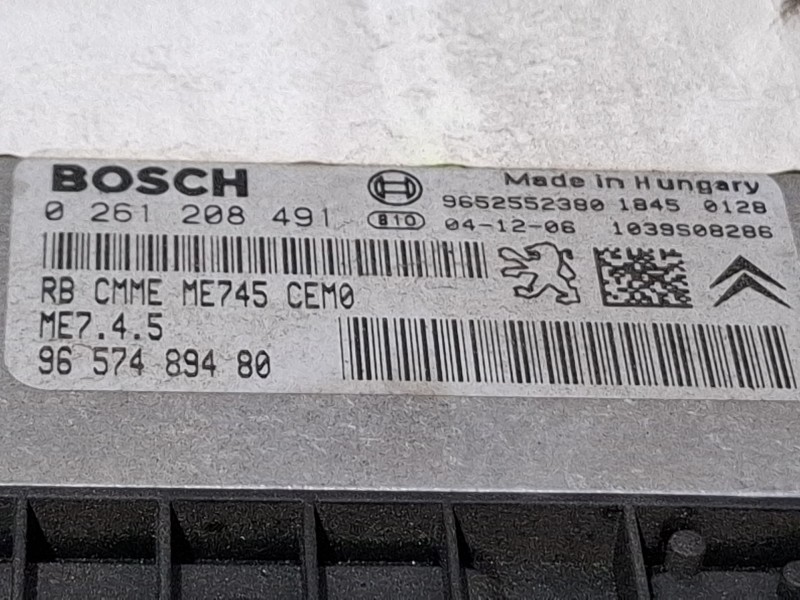 BOSCH
Made in Hungary
0 261 208 491
9652552380 1845 0128
810
04-12-06
1039S08286
RB CMME ME745 CEM0
ME7.4.5
96 574 894 80